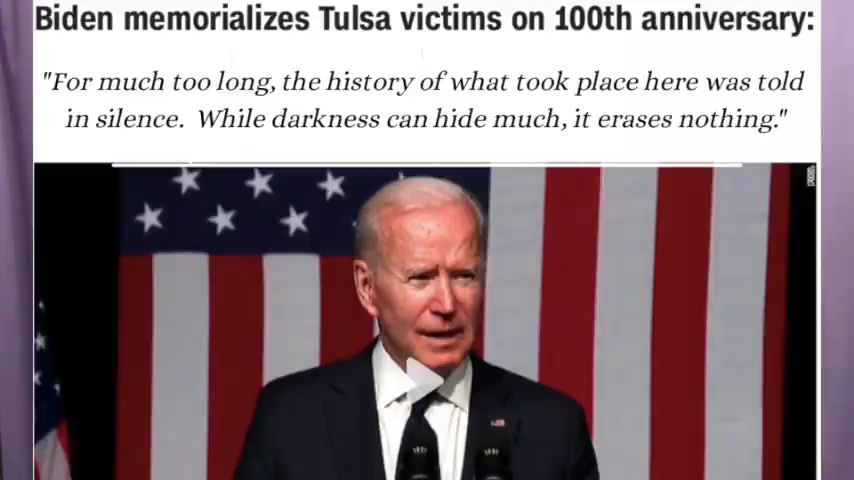 Biden memorializes Tulsa victims on 100th anniversary:
"For much too long, the history of what took place here was told
in silence.  While darkness can hide much, it erases nothing."